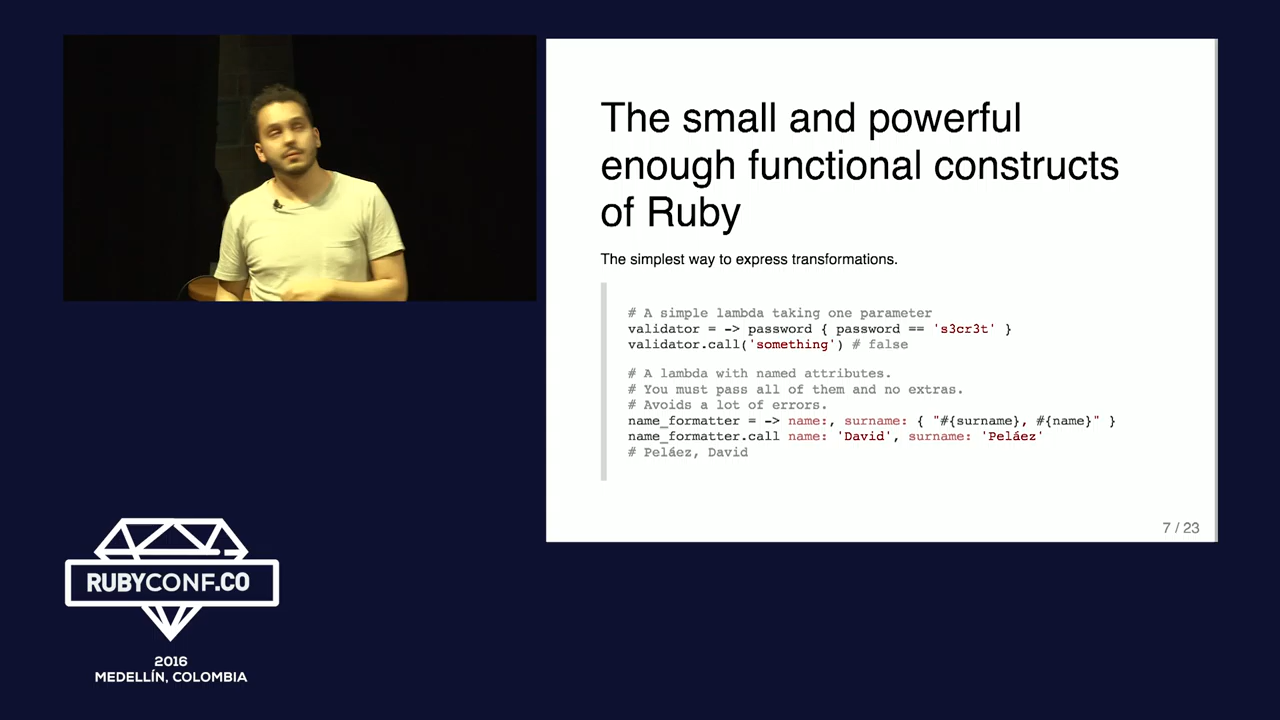 The small and powerful
enough functional constructs
of Ruby
The simplest way to express transformations.
# A simple lambda taking one parameter
validator = -> password { password == 's3cr3t' }
validator.call('something') # false
# A lambda with named attributes.
# You must pass all of them and no extras.
# Avoids a lot of errors.
name_formatter = -> name:, surname: { "#{surname}, #{name}" }
name_formatter.call name: 'David', surname: 'Peláez'
# Peláez, David
7 / 23
RUBYCONF.CO
2016
MEDELLÍN, COLOMBIA